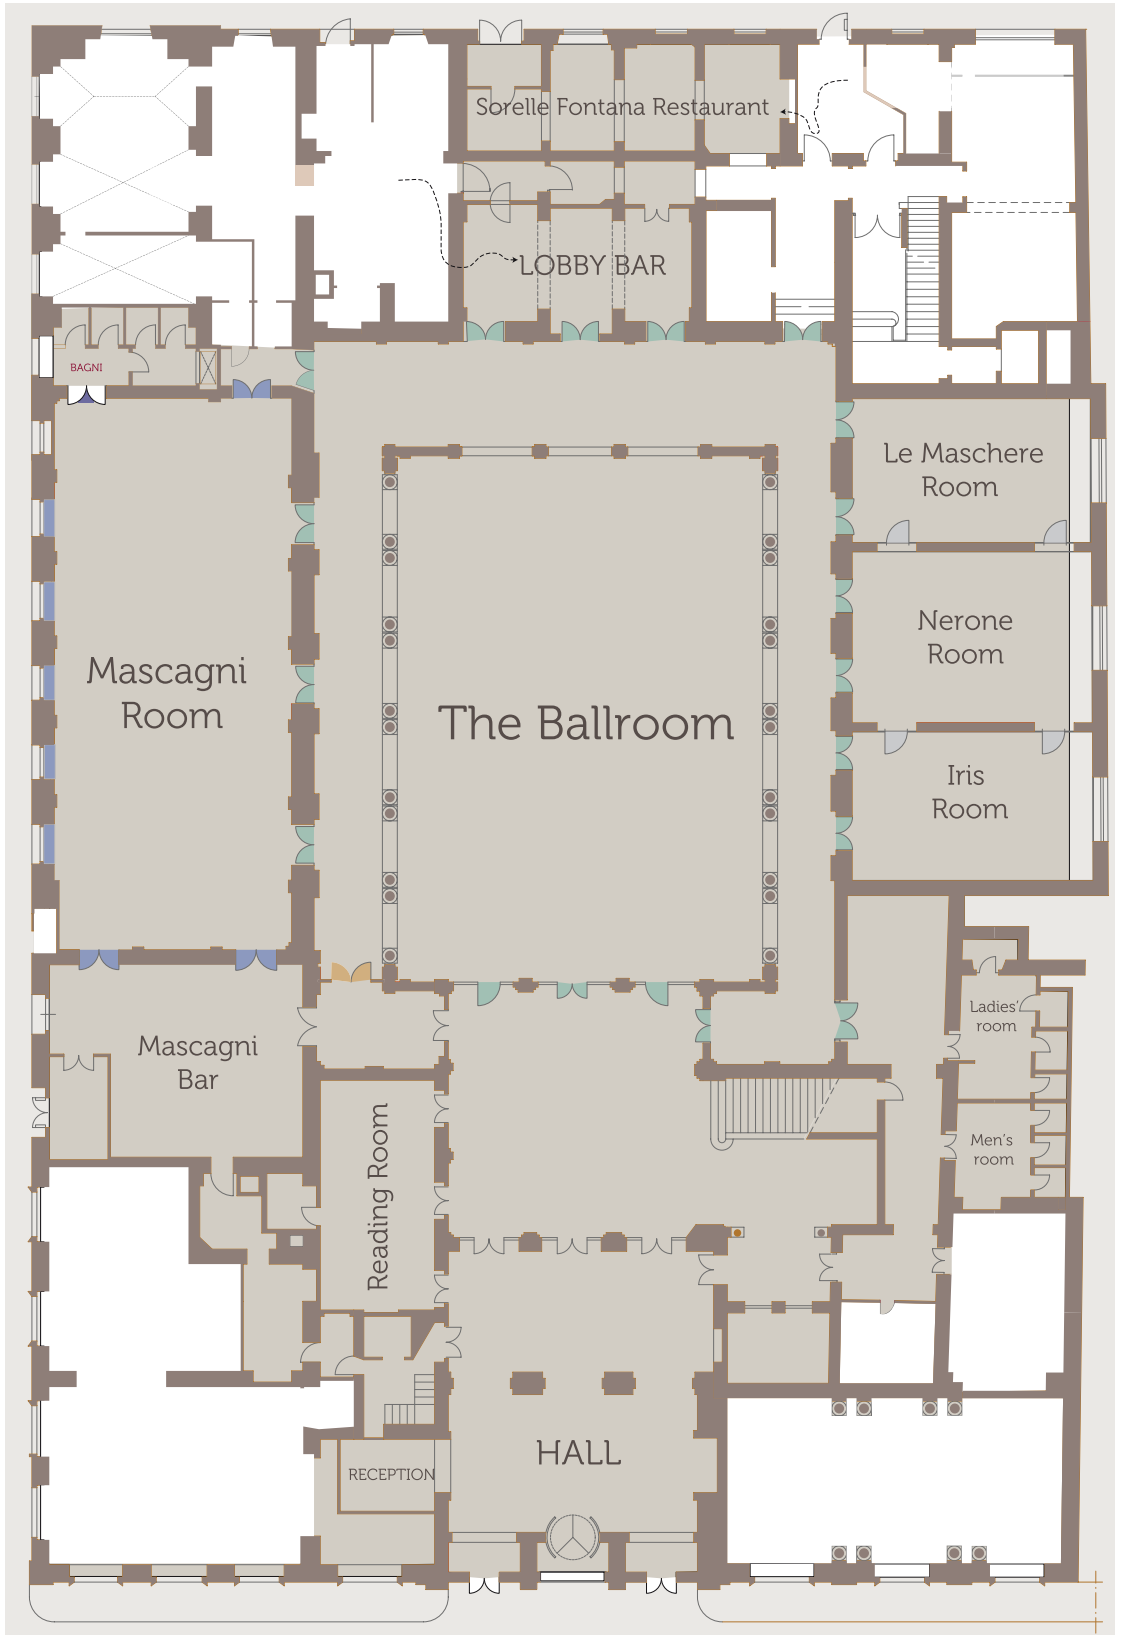 Sorelle Fontana Restaurant
LOBBY BAR
BAGNI
Le Maschere
Room
Nerone
Room
Mascagni
Room
The Ballroom
Iris
Room
Ladies'
room
Mascagni
Bar
Men's
room
Reading Room
HALL
RECEPTION